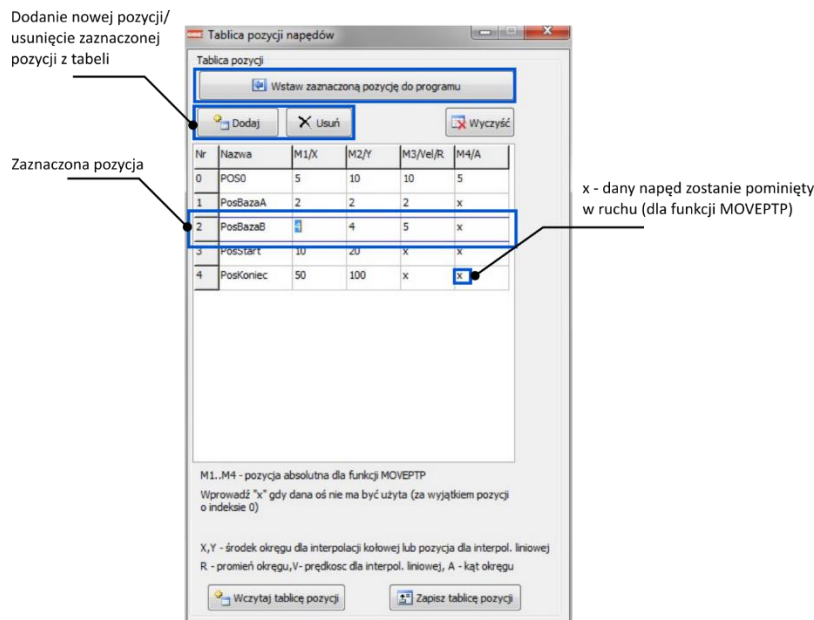 Dodanie nowej pozycji/
usunięcie zaznaczonej
pozycji z tabeli
Tablica pozycji napędów
Tablica pozycji
Wstaw zaznaczoną pozycję do programu
Dodaj Usuń Wyczyść
Zaznaczona pozycja
Nr Nazwa M1/X M2/Y M3/Vel/R M4/A
0 POS0 5 10 10 5
1 PosBazaA 2 2 2 x
2 PosBazaB 4 4 5 x
3 PosStart 10 20 x x
4 PosKoniec 50 100 x x
x - dany napęd zostanie pominięty
w ruchu (dla funkcji MOVEPTP)
M1..M4 - pozycja absolutna dla funkcji MOVEPTP
Wprowadź "x" gdy dana oś nie ma być użyta (za wyjątkiem pozycji
o indeksie 0)
X,Y - środek okręgu dla interpolacji kołowej lub pozycja dla interpol. liniowej
R - promień okręgu,V- prędkosc dla interpol. liniowej, A - kąt okręgu
Wczytaj tablicę pozycji Zapisz tablicę pozycji